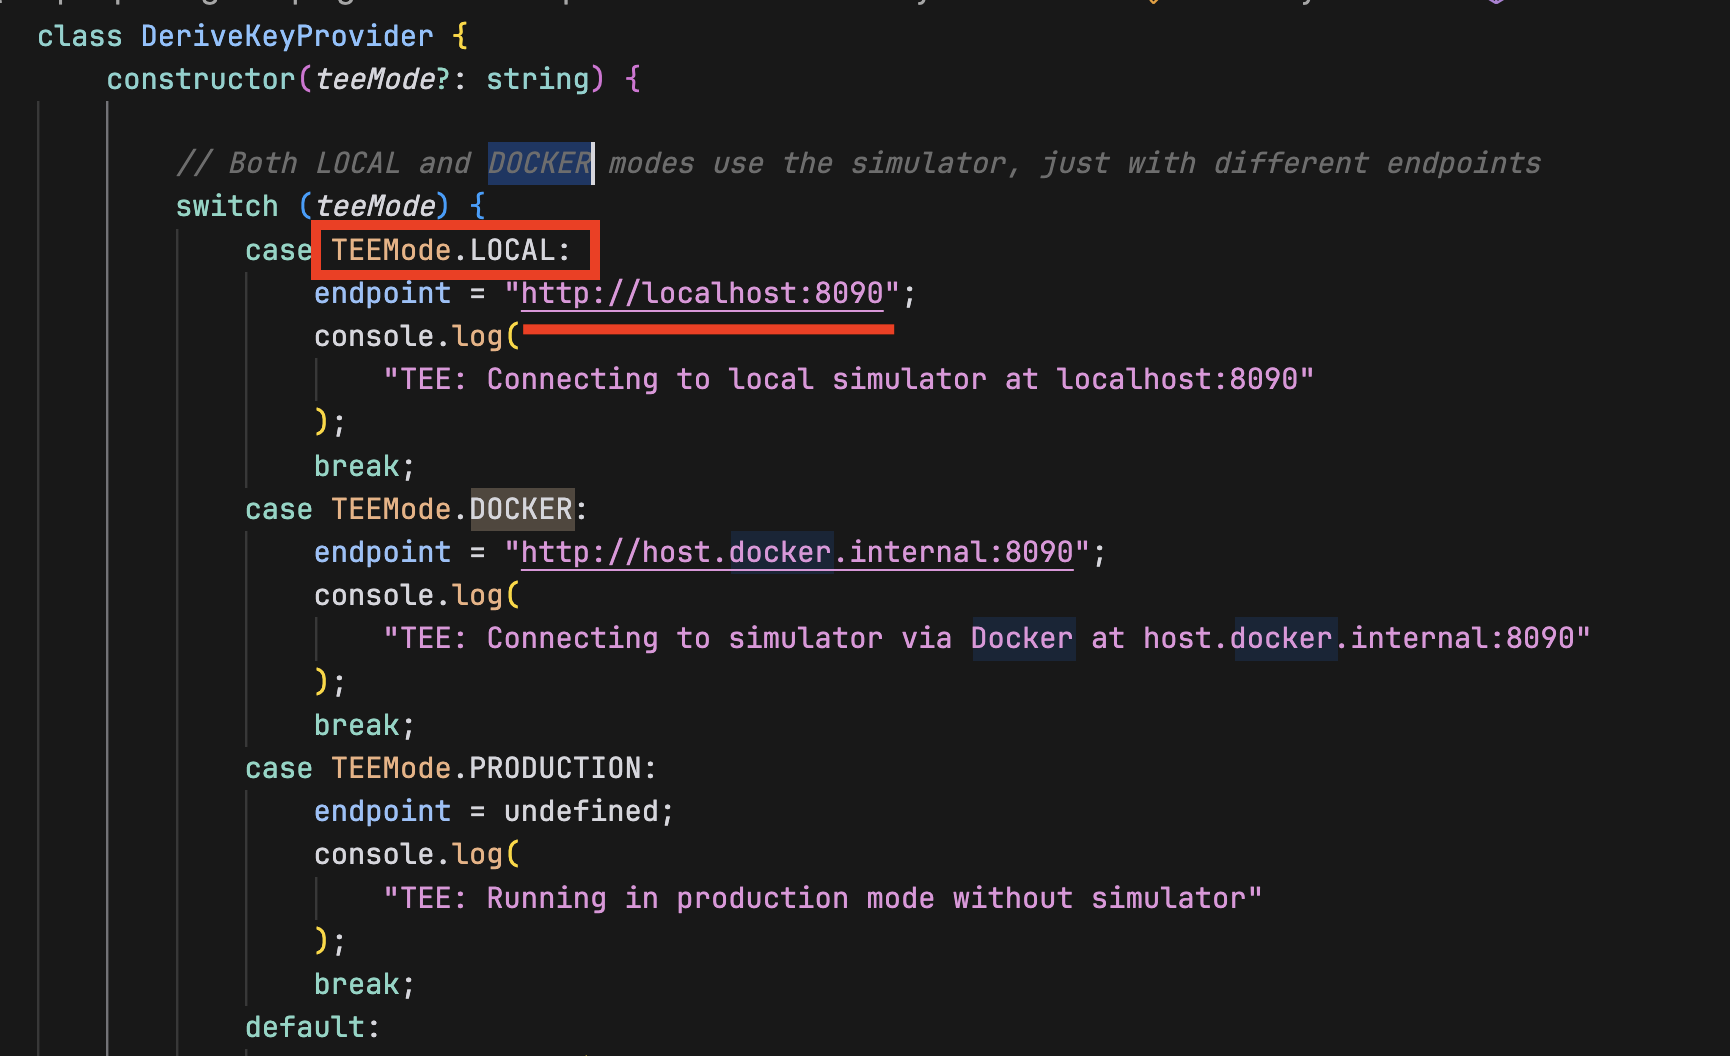 class DeriveKeyProvider {
constructor(teeMode?: string) {
// Both LOCAL and DOCKER modes use the simulator, just with different endpoints
switch (teeMode) {
case TEEMode.LOCAL:
endpoint = "http://localhost:8090";
console.log(
"TEE: Connecting to local simulator at localhost:8090"
);
break;
case TEEMode.DOCKER:
endpoint = "http://host.docker.internal:8090";
console.log(
"TEE: Connecting to simulator via Docker at host.docker.internal:8090"
);
break;
case TEEMode.PRODUCTION:
endpoint = undefined;
console.log(
"TEE: Running in production mode without simulator"
);
break;
default: